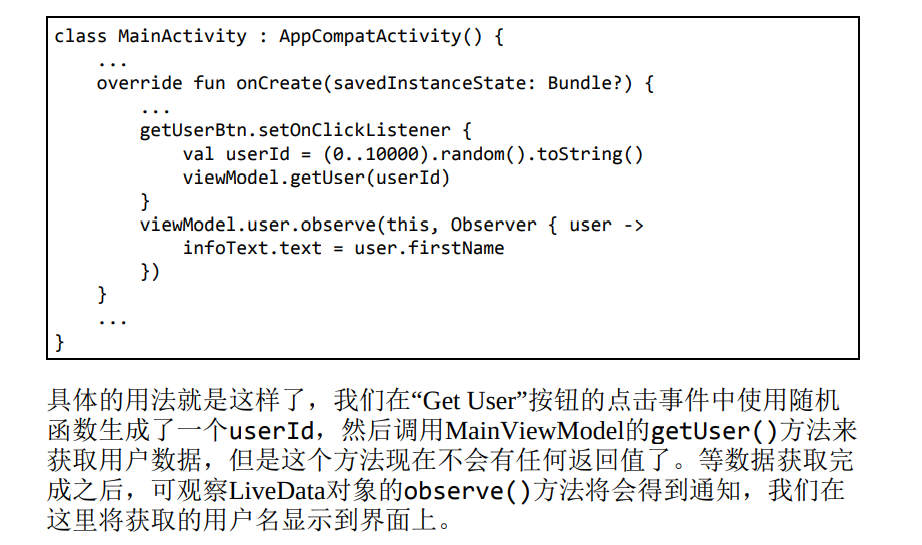 class MainActivity : AppCompatActivity() {
    ...
    override fun onCreate(savedInstanceState: Bundle?) {
        ...
        getUserBtn.setOnClickListener {
            val userId = (0..10000).random().toString()
            viewModel.getUser(userId)
        }
        viewModel.user.observe(this, Observer { user ->
            infoText.text = user.firstName
        })
    }
    ...
}
具体的用法就是这样了，我们在“Get User”按钮的点击事件中使用随机
函数生成了一个userId，然后调用MainViewModel的getUser()方法来
获取用户数据，但是这个方法现在不会有任何返回值了。等数据获取完
成之后，可观察LiveData对象的observe()方法将会得到通知，我们在
这里将获取的用户名显示到界面上。